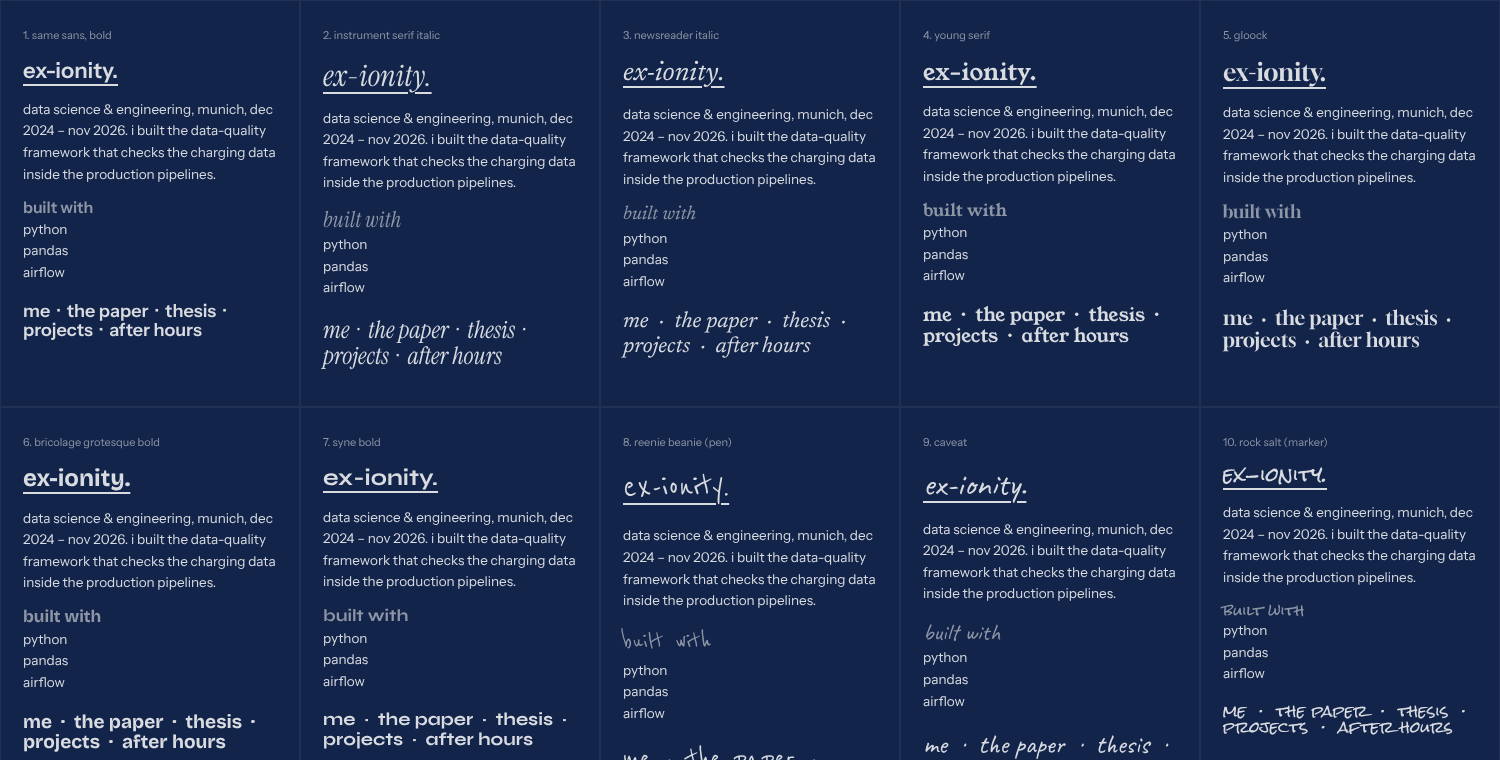 1. same sans, bold
ex-ionity.
data science & engineering, munich, dec
2024 – nov 2026. i built the data-quality
framework that checks the charging data
inside the production pipelines.
built with
python
pandas
airflow
me · the paper · thesis ·
projects · after hours
2. instrument serif italic
ex-ionity.
data science & engineering, munich, dec
2024 – nov 2026. i built the data-quality
framework that checks the charging data
inside the production pipelines.
built with
python
pandas
airflow
me · the paper · thesis ·
projects · after hours
3. newsreader italic
ex-ionity.
data science & engineering, munich, dec
2024 – nov 2026. i built the data-quality
framework that checks the charging data
inside the production pipelines.
built with
python
pandas
airflow
me · the paper · thesis ·
projects · after hours
4. young serif
ex-ionity.
data science & engineering, munich, dec
2024 – nov 2026. i built the data-quality
framework that checks the charging data
inside the production pipelines.
built with
python
pandas
airflow
me · the paper · thesis ·
projects · after hours
5. gloock
ex-ionity.
data science & engineering, munich, dec
2024 – nov 2026. i built the data-quality
framework that checks the charging data
inside the production pipelines.
built with
python
pandas
airflow
me · the paper · thesis ·
projects · after hours
6. bricolage grotesque bold
ex-ionity.
data science & engineering, munich, dec
2024 – nov 2026. i built the data-quality
framework that checks the charging data
inside the production pipelines.
built with
python
pandas
airflow
me · the paper · thesis ·
projects · after hours
7. syne bold
ex-ionity.
data science & engineering, munich, dec
2024 – nov 2026. i built the data-quality
framework that checks the charging data
inside the production pipelines.
built with
python
pandas
airflow
me · the paper · thesis ·
projects · after hours
8. reenie beanie (pen)
ex-ionity.
data science & engineering, munich, dec
2024 – nov 2026. i built the data-quality
framework that checks the charging data
inside the production pipelines.
built with
python
pandas
airflow
me · the paper ·
9. caveat
ex-ionity.
data science & engineering, munich, dec
2024 – nov 2026. i built the data-quality
framework that checks the charging data
inside the production pipelines.
built with
python
pandas
airflow
me · the paper · thesis ·
10. rock salt (marker)
EX-IONITY.
data science & engineering, munich, dec
2024 – nov 2026. i built the data-quality
framework that checks the charging data
inside the production pipelines.
BUILT WITH
python
pandas
airflow
ME · THE PAPER · THESIS ·
PROJECTS · AFTER HOURS